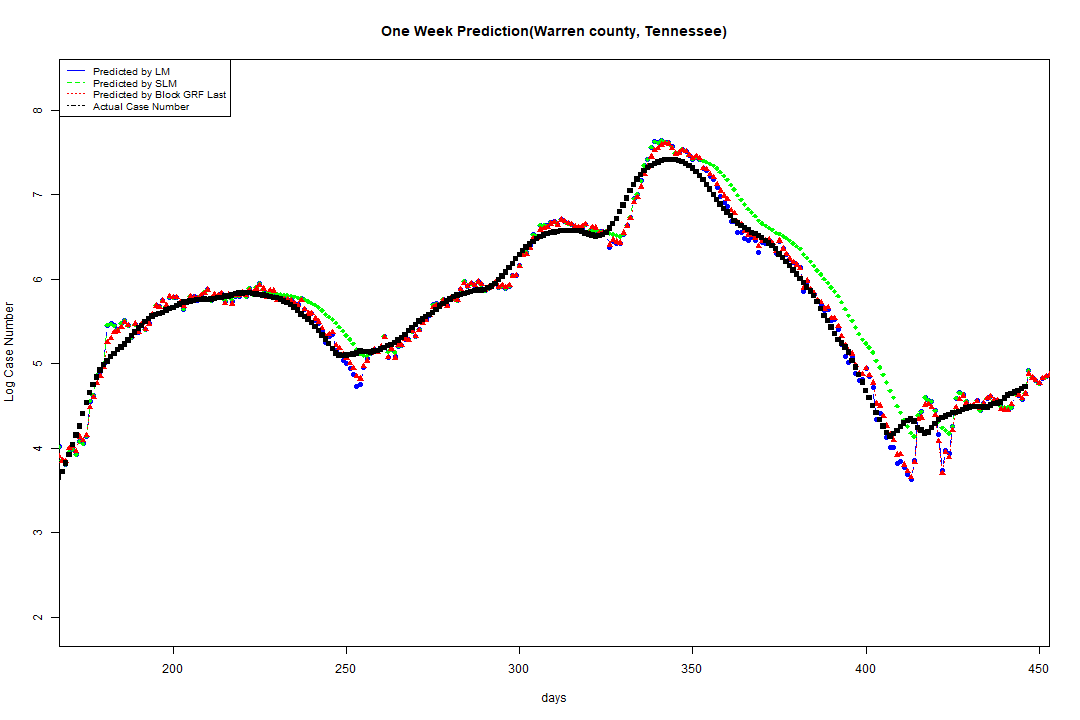 One Week Prediction(Warren county, Tennessee)
Predicted by LM
Predicted by SLM
Predicted by Block GRF Last
Actual Case Number
8
7
6
5
4
3
2
Log Case Number
200 250 300 350 400 450
days